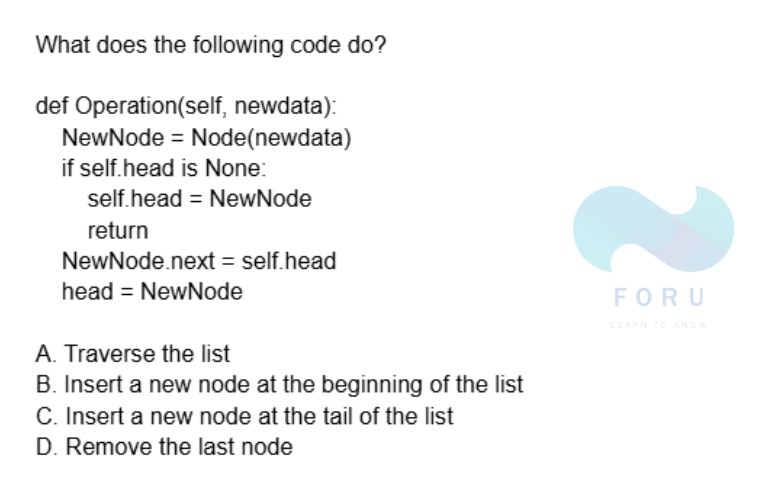 What does the following code do?
def Operation(self, newdata):
NewNode = Node(newdata)
if self.head is None:
self.head = NewNode
return
NewNode.next = self.head
head = NewNode
FORU
LEARN TO KNOW
A. Traverse the list
B. Insert a new node at the beginning of the list
C. Insert a new node at the tail of the list
D. Remove the last node